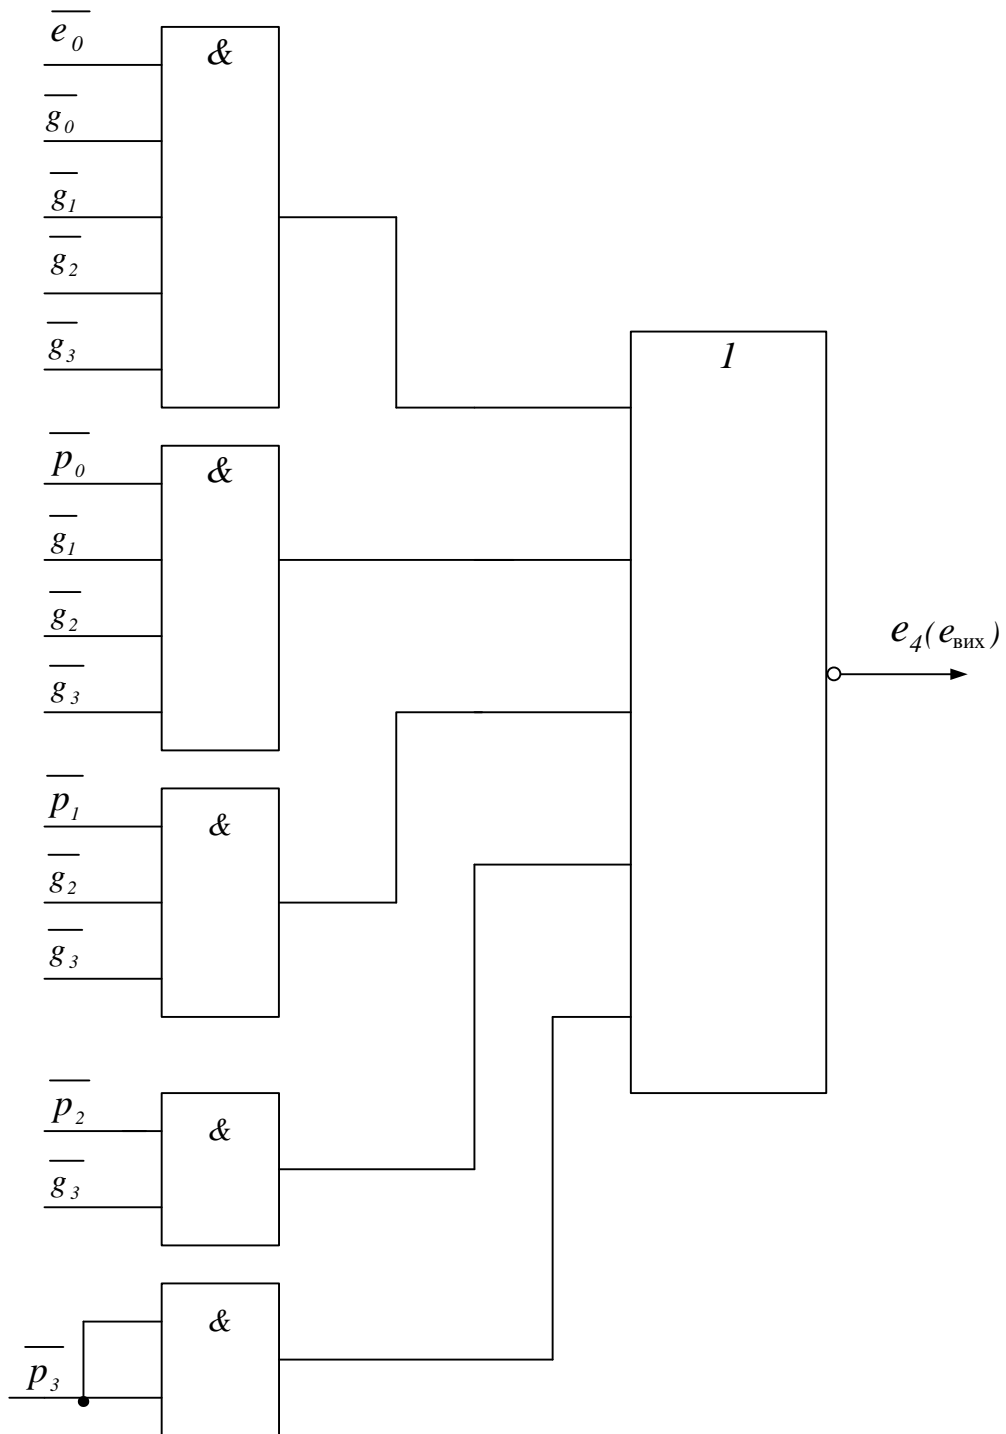 e̅₀
&
g̅₀
g̅₁
g̅₂
g̅₃
1
p̅₀
&
g̅₁
g̅₂
g̅₃
e₄(eвих)
p̅₁
&
g̅₂
g̅₃
p̅₂
&
g̅₃
&
p̅₃